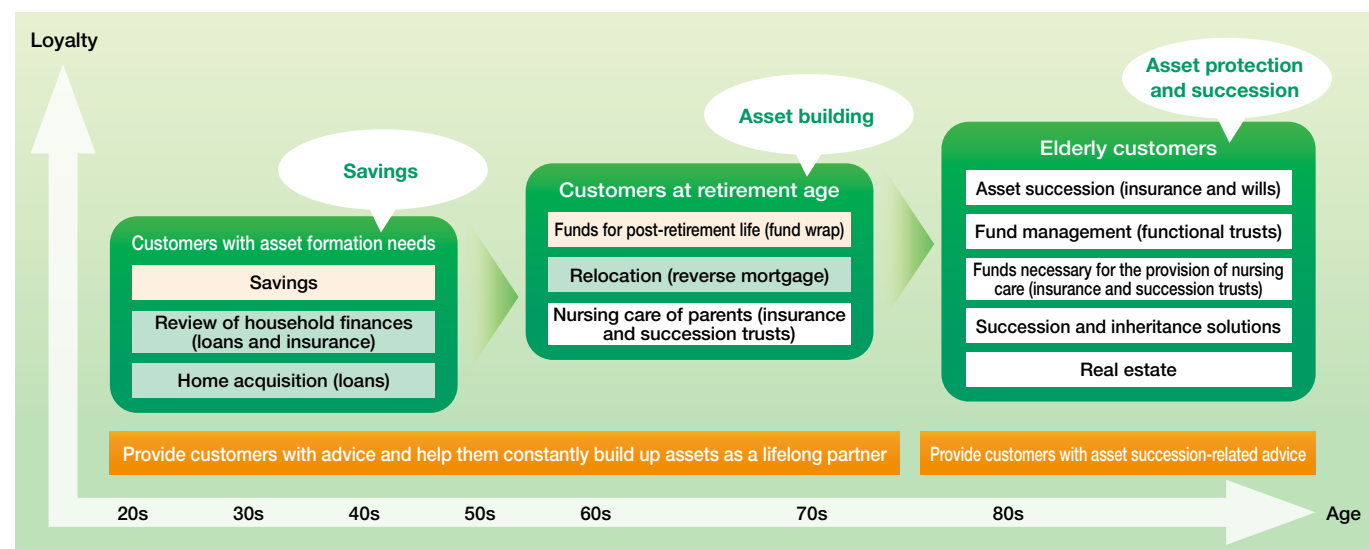 Loyalty
Savings
Customers with asset formation needs
Savings
Review of household finances
(loans and insurance)
Home acquisition (loans)
Asset building
Customers at retirement age
Funds for post-retirement life (fund wrap)
Relocation (reverse mortgage)
Nursing care of parents (insurance
and succession trusts)
Asset protection
and succession
Elderly customers
Asset succession (insurance and wills)
Fund management (functional trusts)
Funds necessary for the provision of nursing
care (insurance and succession trusts)
Succession and inheritance solutions
Real estate
Provide customers with advice and help them constantly build up assets as a lifelong partner
Provide customers with asset succession-related advice
20s 30s 40s 50s 60s 70s 80s Age